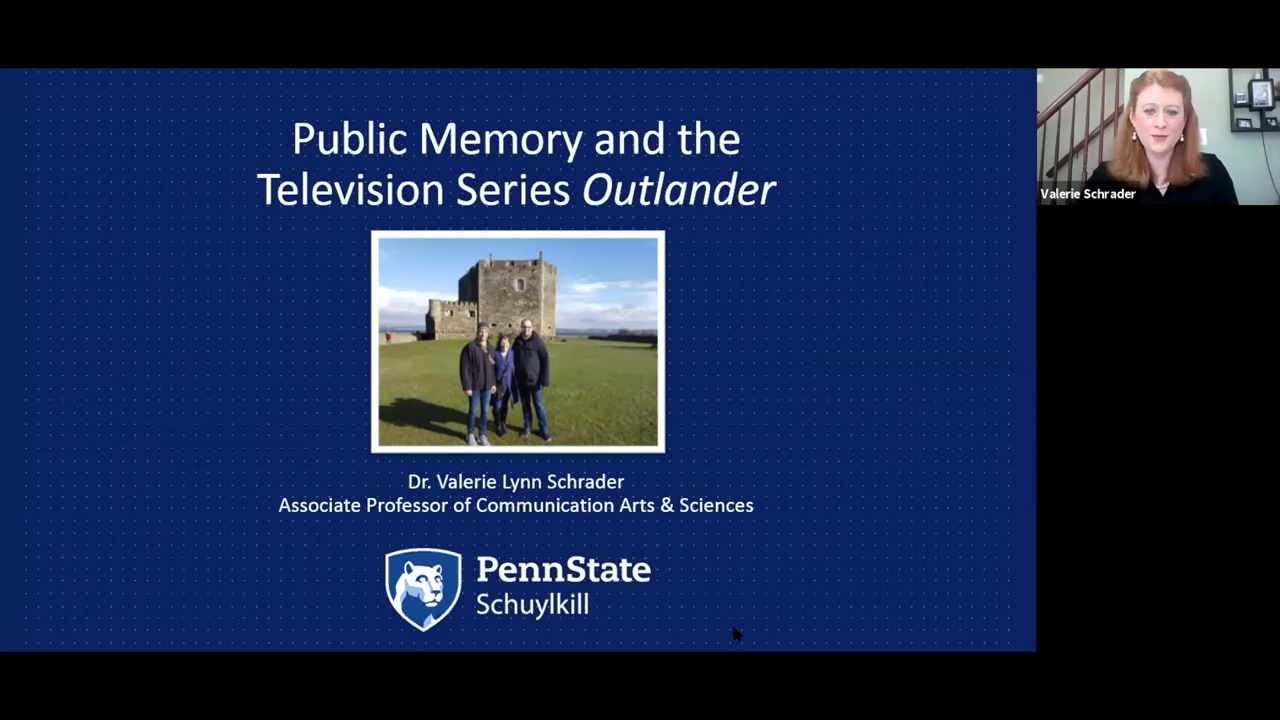 Public Memory and the
Television Series Outlander
Valerie Schrader
Dr. Valerie Lynn Schrader
Associate Professor of Communication Arts & Sciences
PennState
Schuylkill